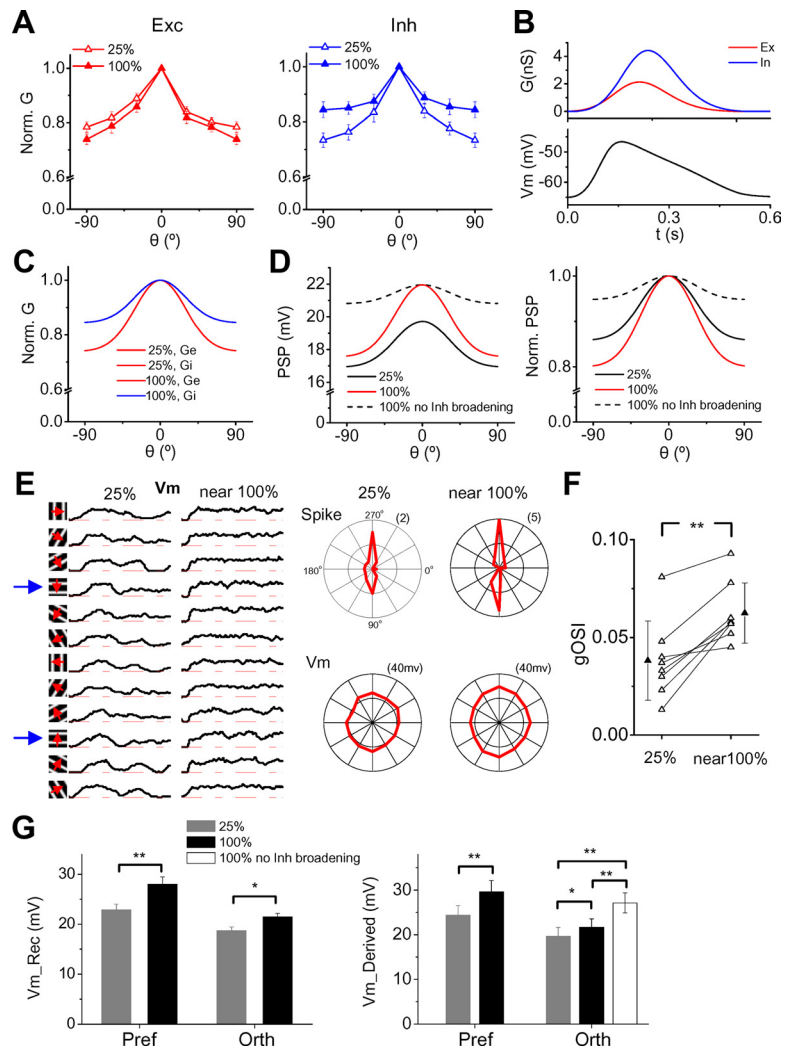 A
Exc
Inh
25%
100%
25%
100%
Norm. G
1.0
0.8
0.6
0.0
-90
0
90
θ (º)
1.0
0.8
0.6
0.0
-90
0
90
θ (º)
B
G(nS)
6
4
2
0
Ex
In
Vm (mV)
-50
-60
0.0
0.3
0.6
t (s)
C
Norm. G
1.0
0.8
0.0
25%, Ge
25%, Gi
100%, Ge
100%, Gi
-90
0
90
θ (º)
D
PSP (mV)
22
20
18
16
0
25%
100%
100% no Inh broadening
-90
0
90
θ (º)
Norm. PSP
1.0
0.8
0.0
25%
100%
100% no Inh broadening
-90
0
90
θ (º)
E
Vm
25%
near 100%
25%
near 100%
Spike
270°
(2)
(5)
180°
0°
90°
Vm
(40mv)
(40mv)
F
**
gOSI
0.10
0.05
0.00
25%
near100%
G
25%
100%
100% no Inh broadening
Vm_Rec (mV)
30
20
10
0
**
*
Pref
Orth
Vm_Derived (mV)
30
20
10
0
**
**
*
**
Pref
Orth